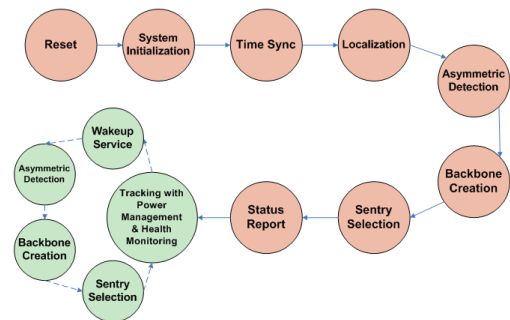 Reset
System
Initialization
Time Sync
Localization
Asymmetric
Detection
Backbone
Creation
Sentry
Selection
Status
Report
Tracking with
Power
Management
& Health
Monitoring
Wakeup
Service
Asymmetric
Detection
Backbone
Creation
Sentry
Selection